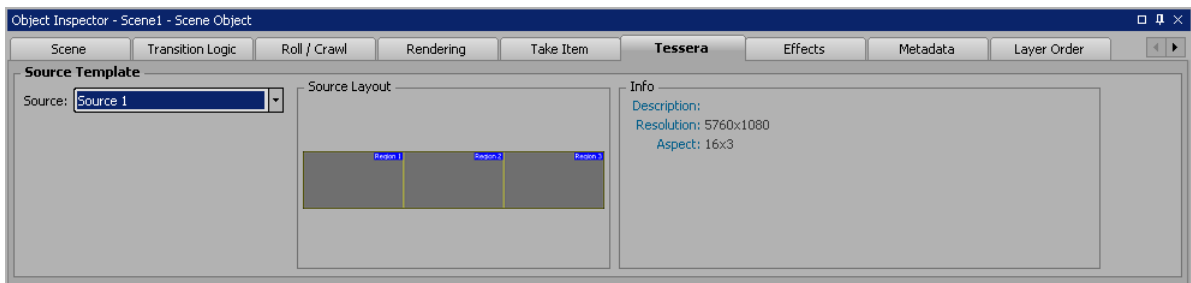 Object Inspector - Scene1 - Scene Object
Scene Transition Logic Roll / Crawl Rendering Take Item Tessera Effects Metadata Layer Order
Source Template
Source: Source 1
Source Layout
Region 1 Region 2 Region 3
Info
Description:
Resolution: 5760x1080
Aspect: 16x3